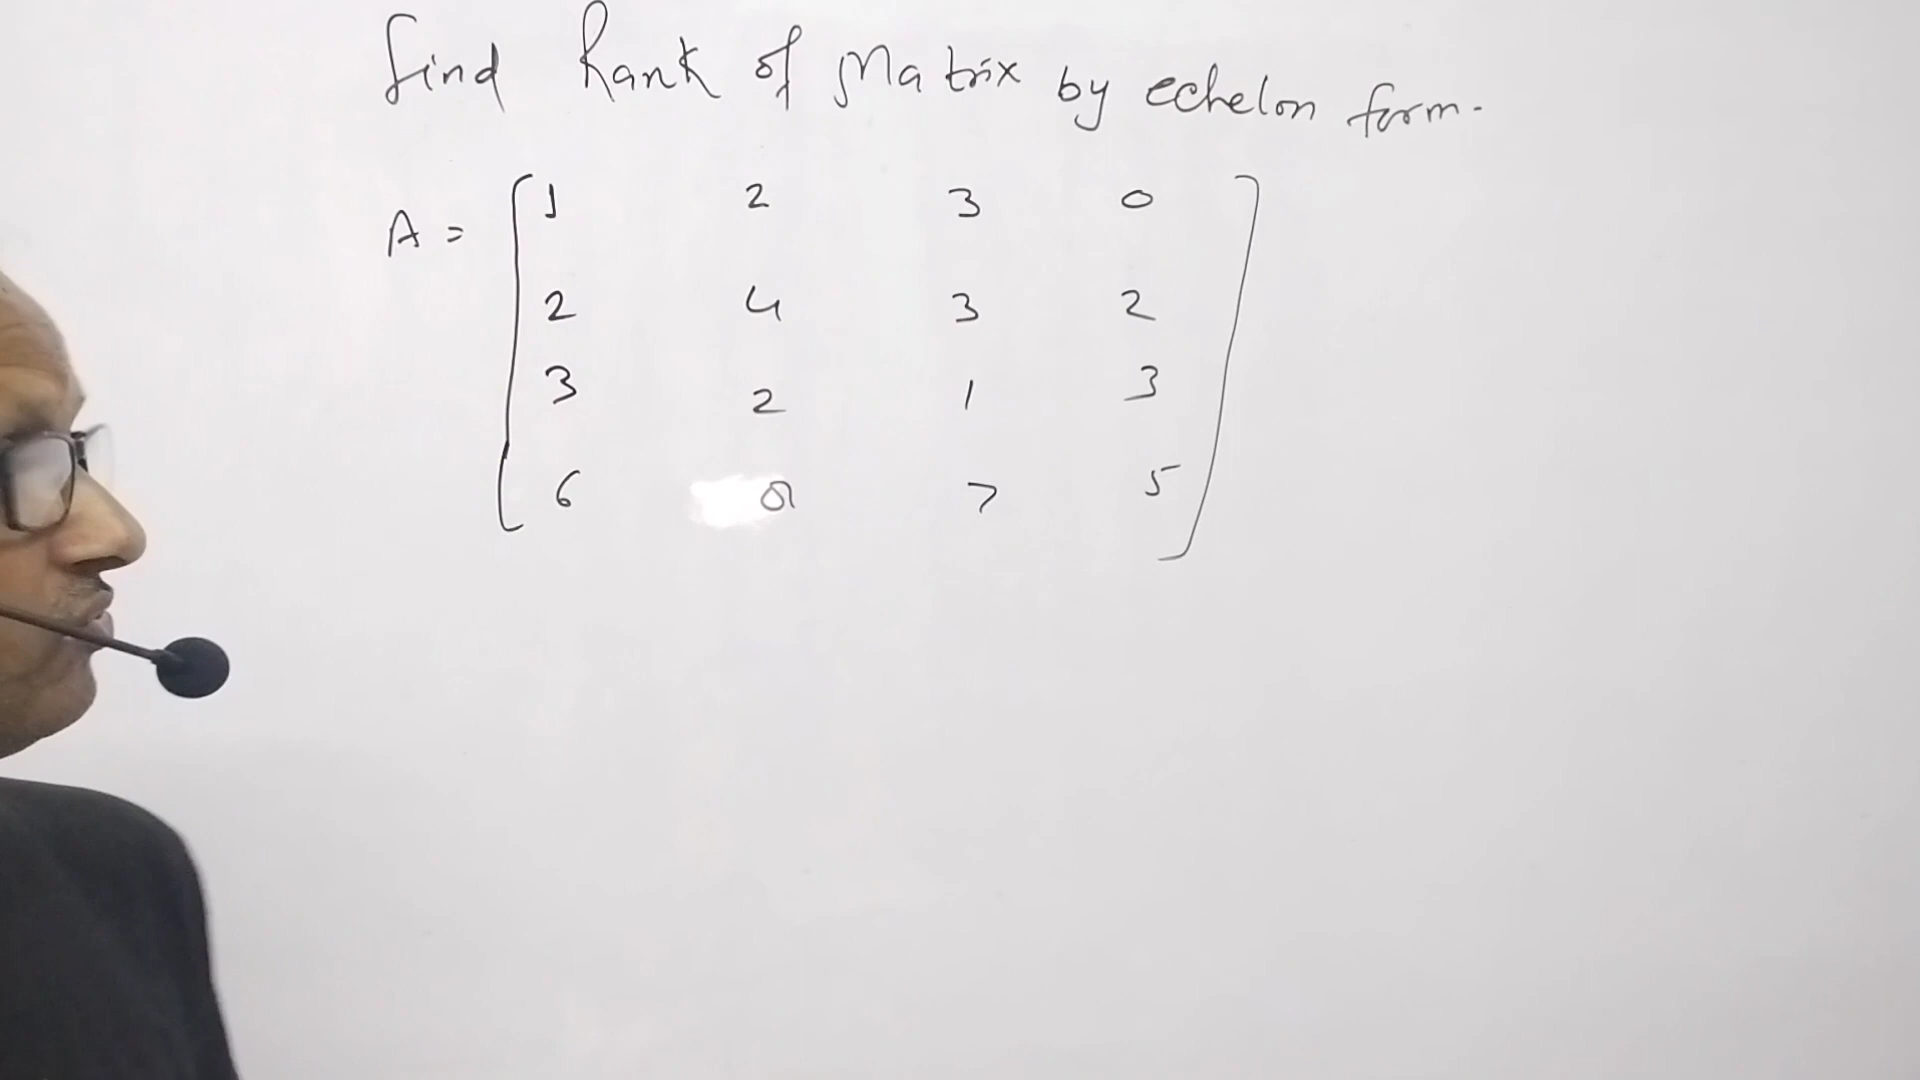 find Rank of Matrix by echelon form.
A = [ 1 2 3 0
2 4 3 2
3 2 1 3
6 8 7 5 ]